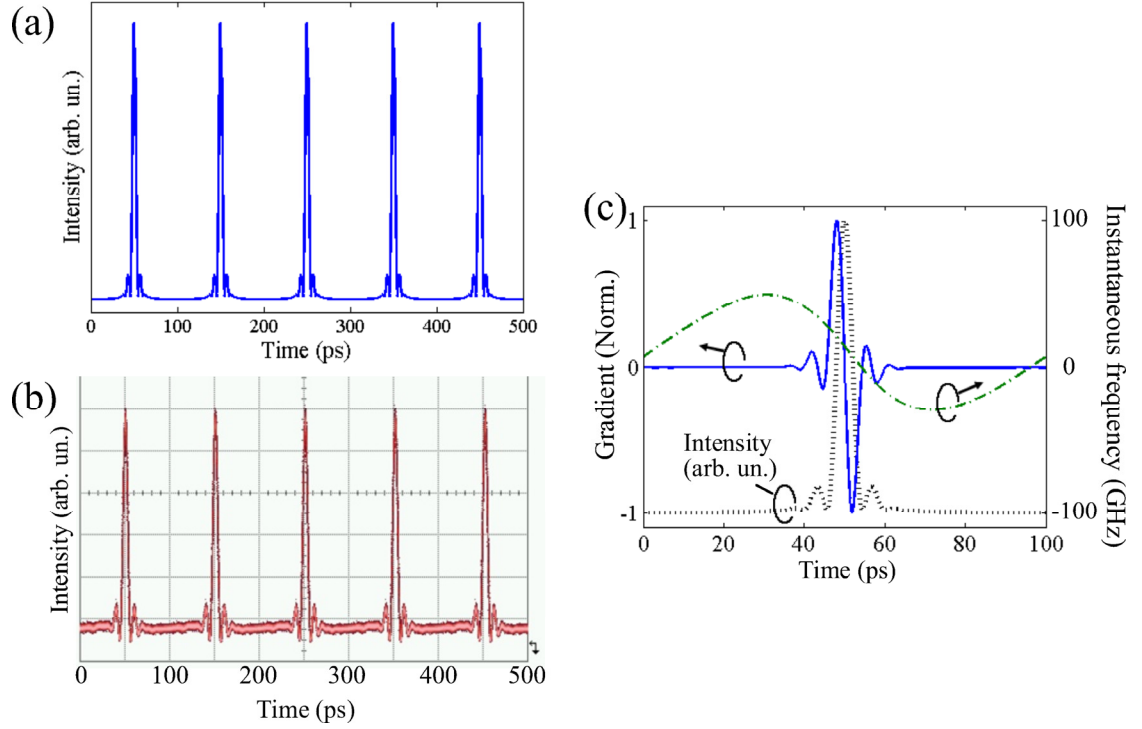 (a)
Intensity (arb. un.)
0 100 200 300 400 500
Time (ps)
(b)
Intensity (arb. un.)
0 100 200 300 400 500
Time (ps)
(c)
Gradient (Norm.)
1
0
-1
Intensity
(arb. un.)
100
0
-100
Instantaneous frequency (GHz)
0 20 40 60 80 100
Time (ps)